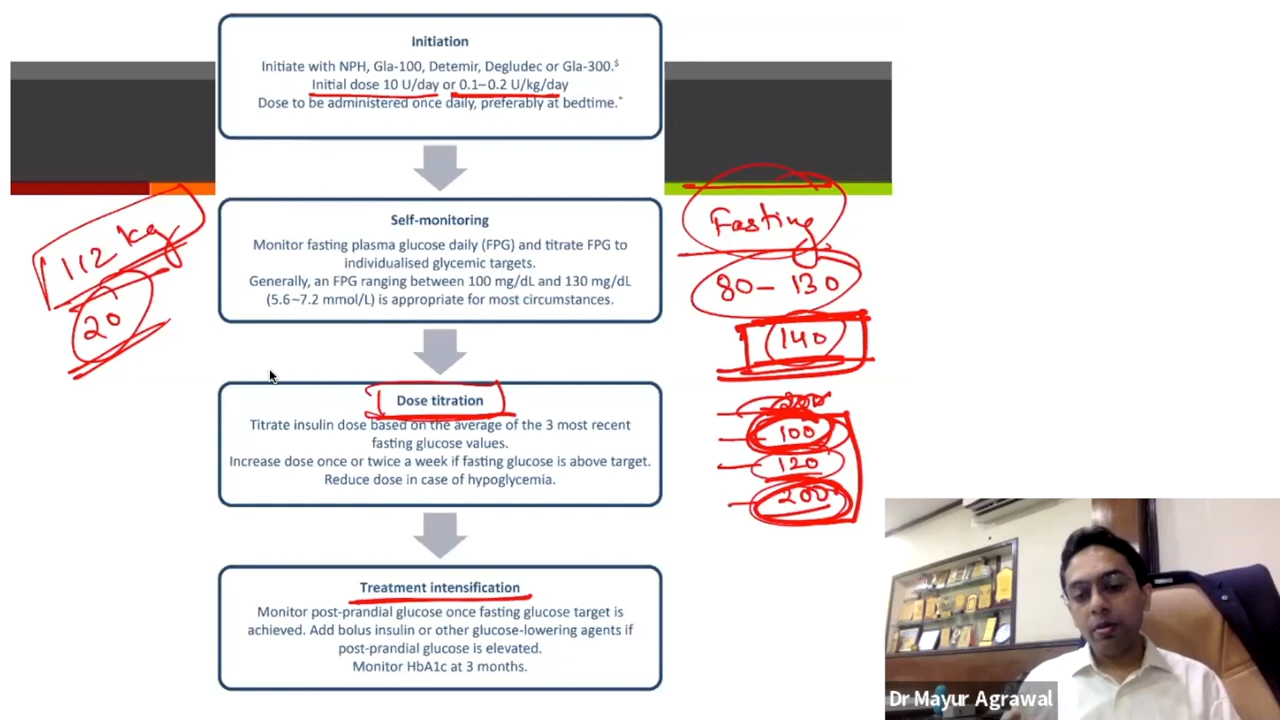 Initiation
Initiate with NPH, Gla-100, Detemir, Degludec or Gla-300.$
Initial dose 10 U/day or 0.1–0.2 U/kg/day
Dose to be administered once daily, preferably at bedtime.*
Self-monitoring
Monitor fasting plasma glucose daily (FPG) and titrate FPG to
individualised glycemic targets.
Generally, an FPG ranging between 100 mg/dL and 130 mg/dL
(5.6–7.2 mmol/L) is appropriate for most circumstances.
112 kg
20
Fasting
80 – 130
140
Dose titration
Titrate insulin dose based on the average of the 3 most recent
fasting glucose values.
Increase dose once or twice a week if fasting glucose is above target.
Reduce dose in case of hypoglycemia.
100
120
200
Treatment intensification
Monitor post-prandial glucose once fasting glucose target is
achieved. Add bolus insulin or other glucose-lowering agents if
post-prandial glucose is elevated.
Monitor HbA1c at 3 months.
Dr Mayur Agrawal